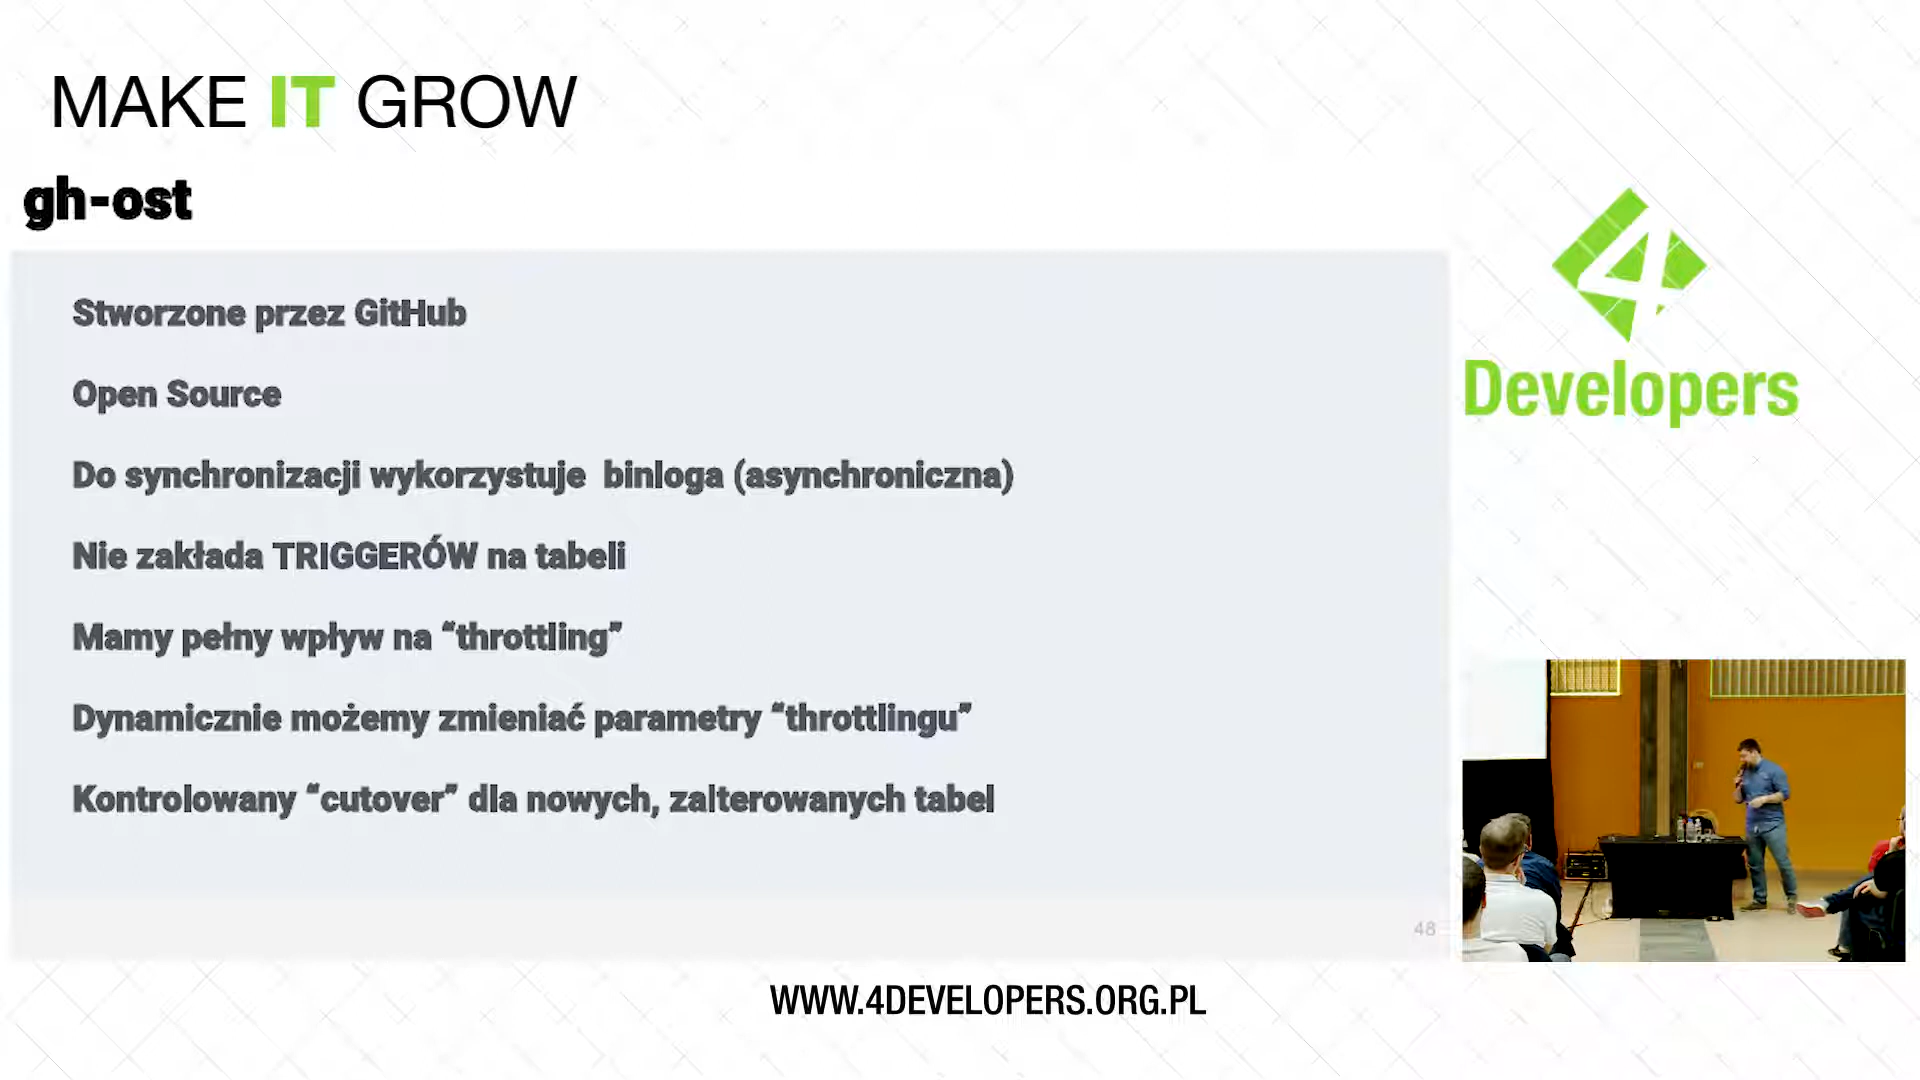 MAKE IT GROW
gh-ost
Stworzone przez GitHub
Open Source
Do synchronizacji wykorzystuje  binloga (asynchroniczna)
Nie zakłada TRIGGERÓW na tabeli
Mamy pełny wpływ na “throttling”
Dynamicznie możemy zmieniać parametry “throttlingu”
Kontrolowany “cutover” dla nowych, zalterowanych tabel
48
4
Developers
WWW.4DEVELOPERS.ORG.PL